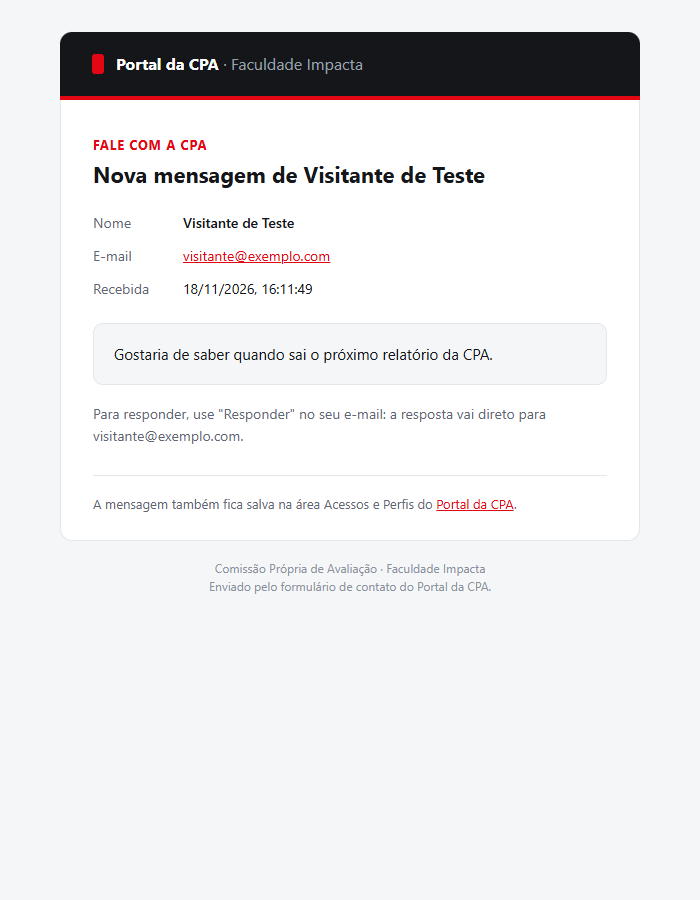 Portal da CPA · Faculdade Impacta
FALE COM A CPA
Nova mensagem de Visitante de Teste
Nome Visitante de Teste
E-mail visitante@exemplo.com
Recebida 18/11/2026, 16:11:49
Gostaria de saber quando sai o próximo relatório da CPA.
Para responder, use "Responder" no seu e-mail: a resposta vai direto para
visitante@exemplo.com.
A mensagem também fica salva na área Acessos e Perfis do Portal da CPA.
Comissão Própria de Avaliação · Faculdade Impacta
Enviado pelo formulário de contato do Portal da CPA.